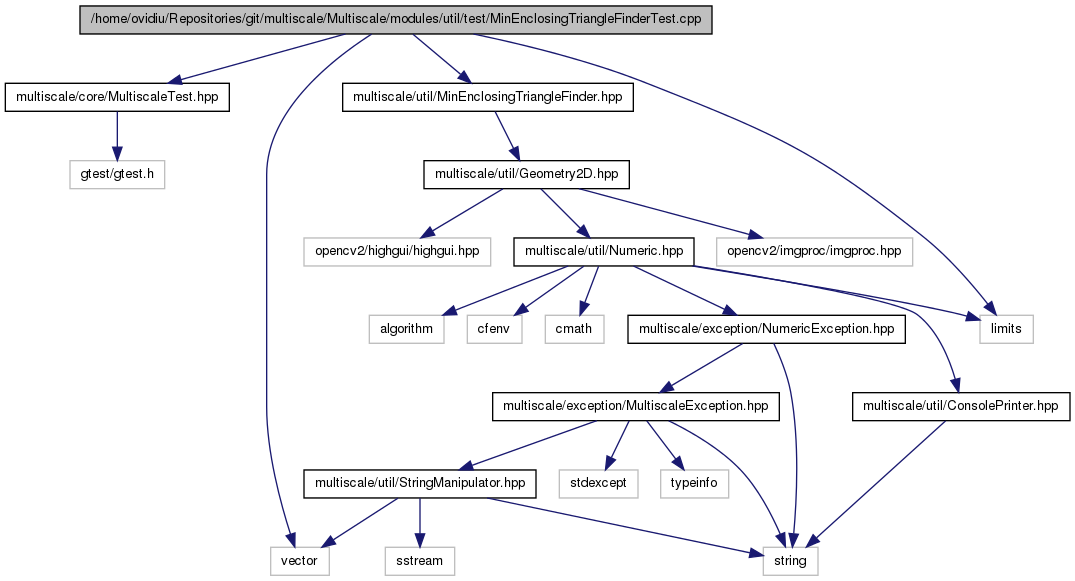 /home/ovidiu/Repositories/git/multiscale/Multiscale/modules/util/test/MinEnclosingTriangleFinderTest.cpp
multiscale/core/MultiscaleTest.hpp
multiscale/util/MinEnclosingTriangleFinder.hpp
gtest/gtest.h
multiscale/util/Geometry2D.hpp
opencv2/highgui/highgui.hpp
multiscale/util/Numeric.hpp
opencv2/imgproc/imgproc.hpp
algorithm
cfenv
cmath
multiscale/exception/NumericException.hpp
limits
multiscale/exception/MultiscaleException.hpp
multiscale/util/ConsolePrinter.hpp
multiscale/util/StringManipulator.hpp
stdexcept
typeinfo
vector
sstream
string